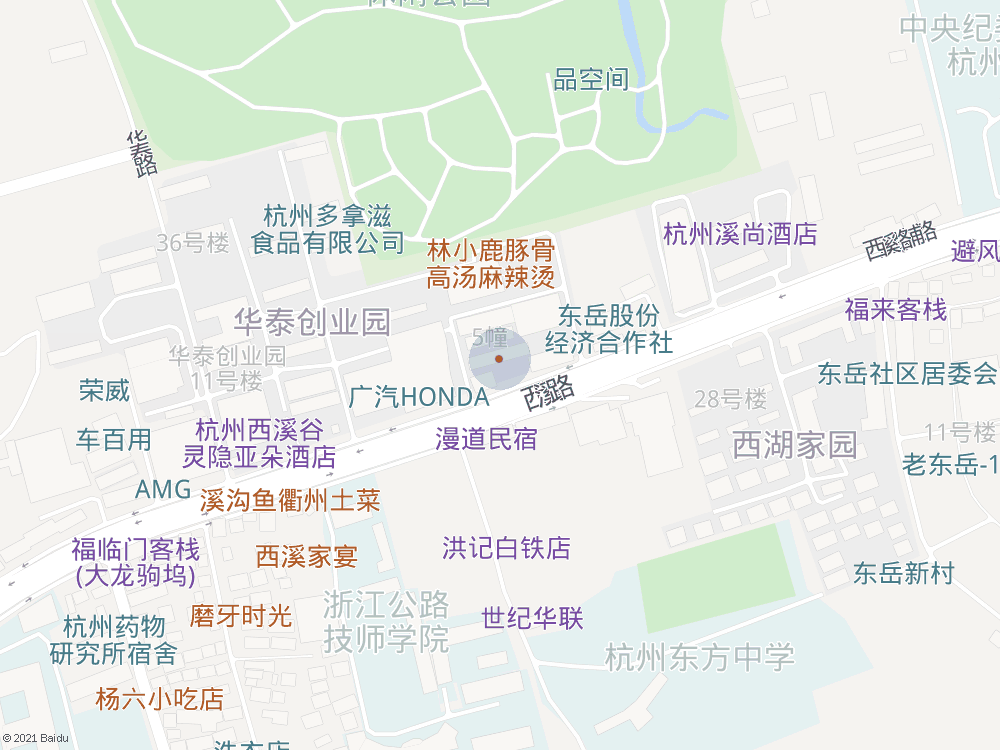 品空间
中央纪委
杭州
华泰路
杭州多拿滋
食品有限公司
36号楼
林小鹿豚骨
高汤麻辣烫
杭州溪尚酒店
西溪路辅路
避风
福来客栈
华泰创业园
5幢
东岳股份
经济合作社
华泰创业园
11号楼
荣威
广汽HONDA
西溪路
28号楼
东岳社区居委会
车百用
杭州西溪谷
灵隐亚朵酒店
漫道民宿
西湖家园
11号楼
老东岳-1
AMG
溪沟鱼衢州土菜
福临门客栈
(大龙驹坞)
西溪家宴
洪记白铁店
东岳新村
磨牙时光
浙江公路
技师学院
世纪华联
杭州药物
研究所宿舍
杭州东方中学
杨六小吃店
© 2021 Baidu